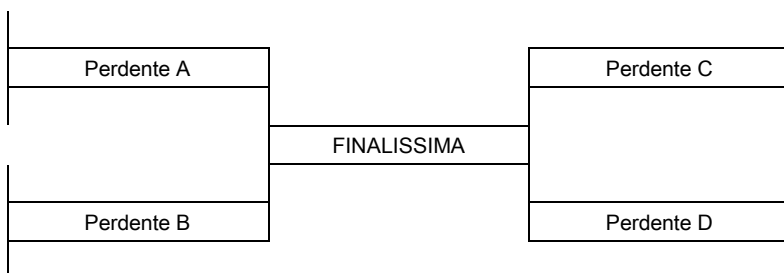 Perdente A
Perdente C
FINALISSIMA
Perdente B
Perdente D